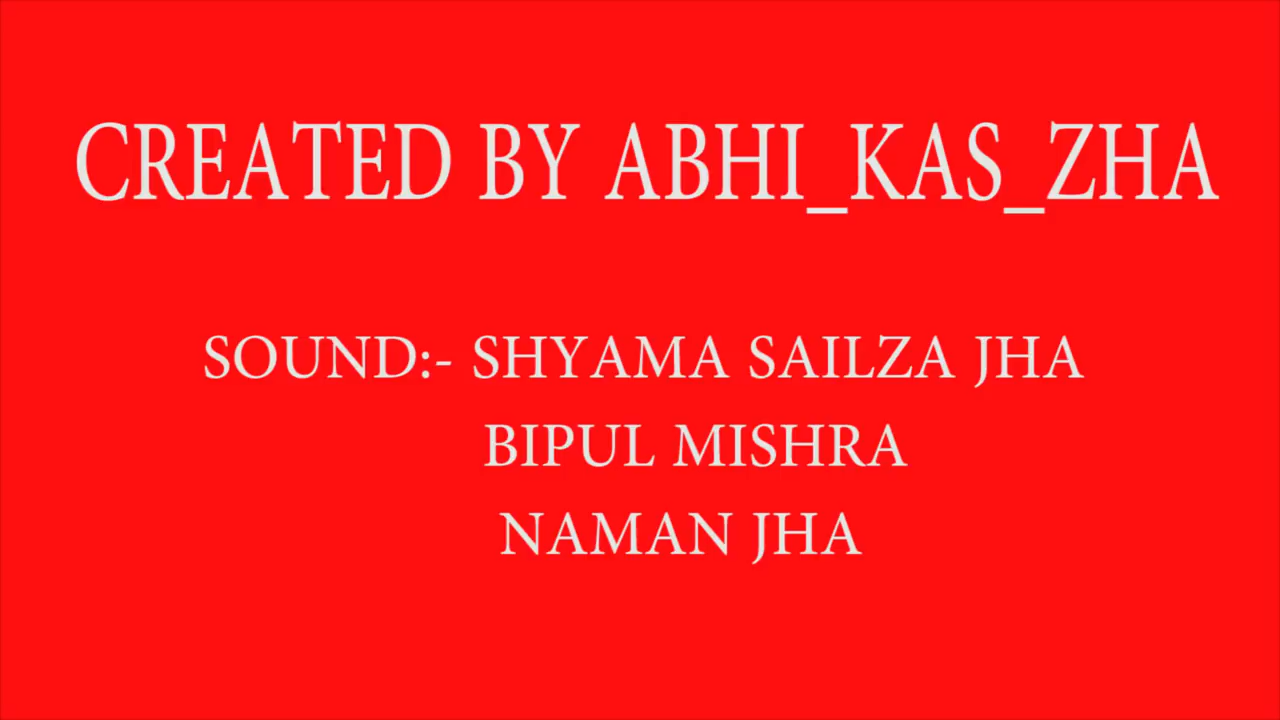 CREATED BY ABHI_KAS_ZHA
SOUND:- SHYAMA SAILZA JHA
BIPUL MISHRA
NAMAN JHA